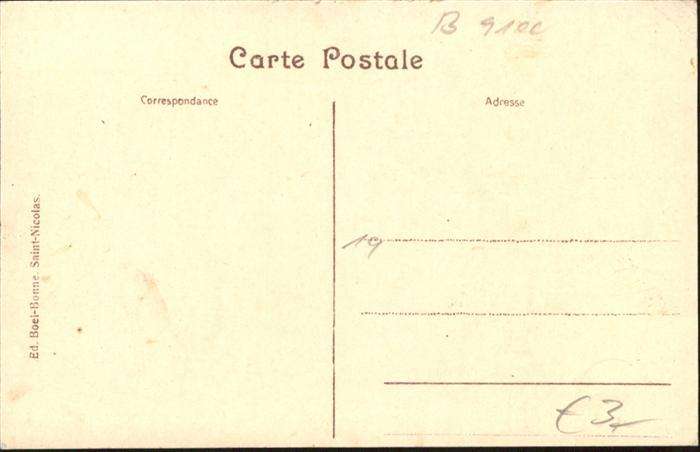 B 9100
Carte Postale
Correspondance
Adresse
Ed. Boel-Bonne, Saint-Nicolas.
19
€ 3,-